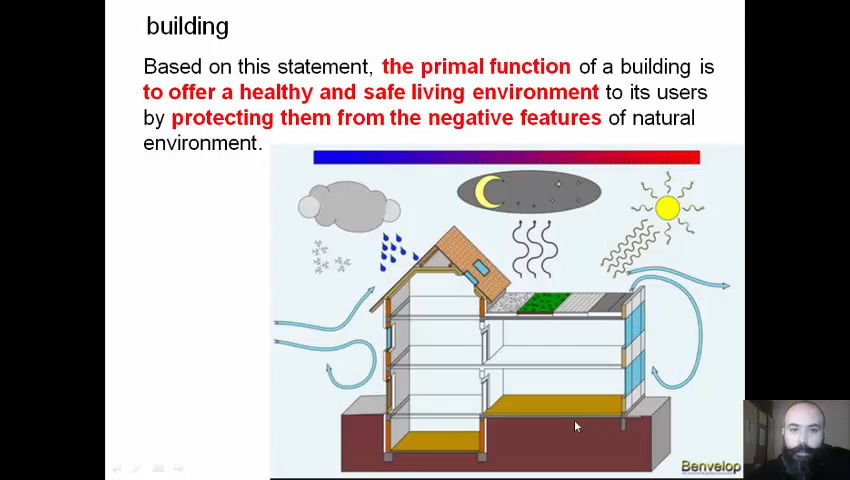 building
Based on this statement, the primal function of a building is
to offer a healthy and safe living environment to its users
by protecting them from the negative features of natural
environment.
Benvelop